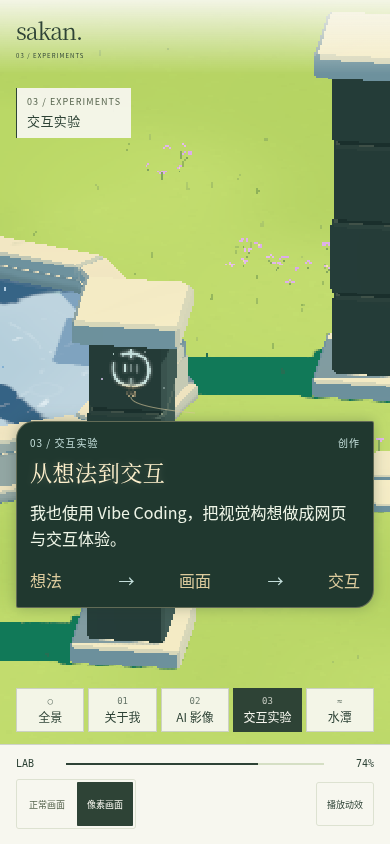 sakan.
03 / EXPERIMENTS
03 / EXPERIMENTS
交互实验
03 / 交互实验 创作
从想法到交互
我也使用 Vibe Coding，把视觉构想做成网页
与交互体验。
想法 → 画面 → 交互
○ 01 02 03 ≈
全景 关于我 AI 影像 交互实验 水潭
LAB 74%
正常画面 像素画面 播放动效